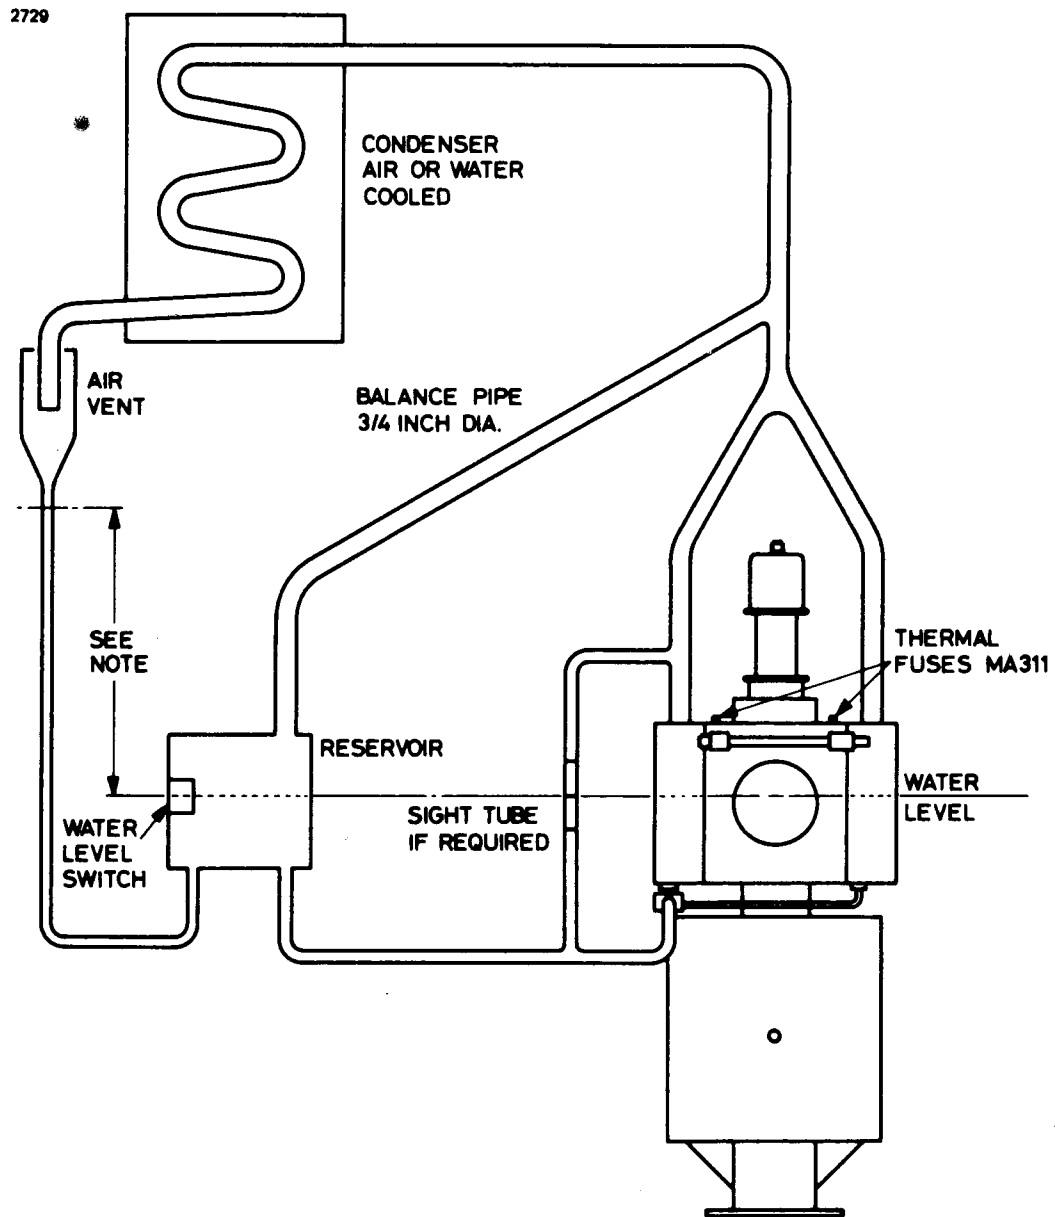 2729
CONDENSER
AIR OR WATER
COOLED
AIR
VENT
BALANCE PIPE
3/4 INCH DIA.
SEE
NOTE
THERMAL
FUSES MA311
RESERVOIR
WATER
LEVEL
SIGHT TUBE
IF REQUIRED
WATER
LEVEL
SWITCH